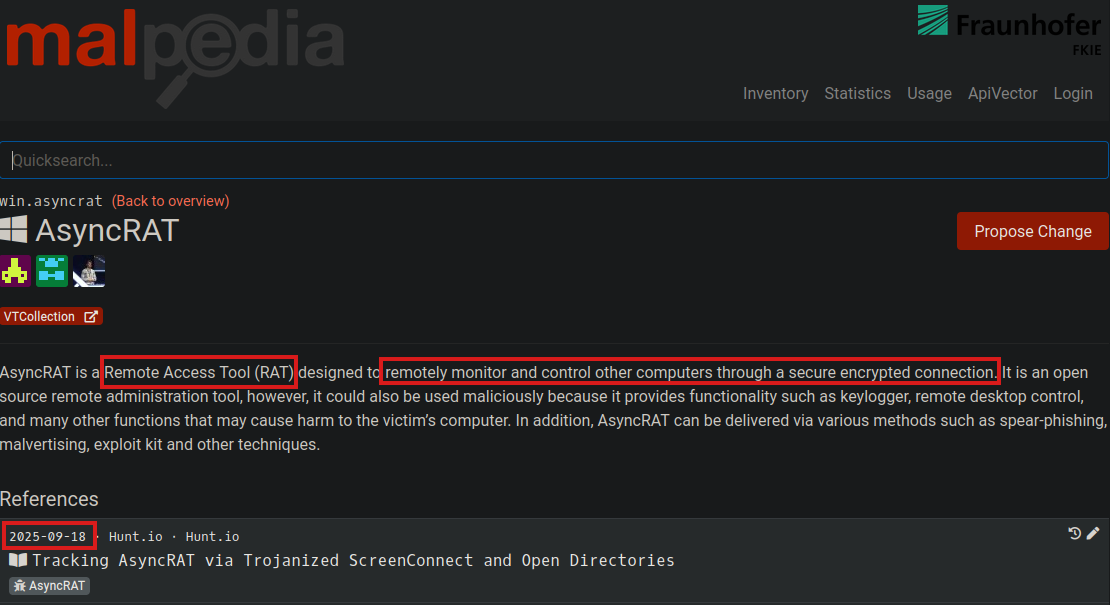 malpedia
Fraunhofer
FKIE
Inventory Statistics Usage ApiVector Login
Quicksearch...
win.asyncrat (Back to overview)
AsyncRAT
Propose Change
VTCollection
AsyncRAT is a Remote Access Tool (RAT) designed to remotely monitor and control other computers through a secure encrypted connection. It is an open
source remote administration tool, however, it could also be used maliciously because it provides functionality such as keylogger, remote desktop control,
and many other functions that may cause harm to the victim's computer. In addition, AsyncRAT can be delivered via various methods such as spear-phishing,
malvertising, exploit kit and other techniques.
References
2025-09-18 · Hunt.io · Hunt.io
Tracking AsyncRAT via Trojanized ScreenConnect and Open Directories
AsyncRAT